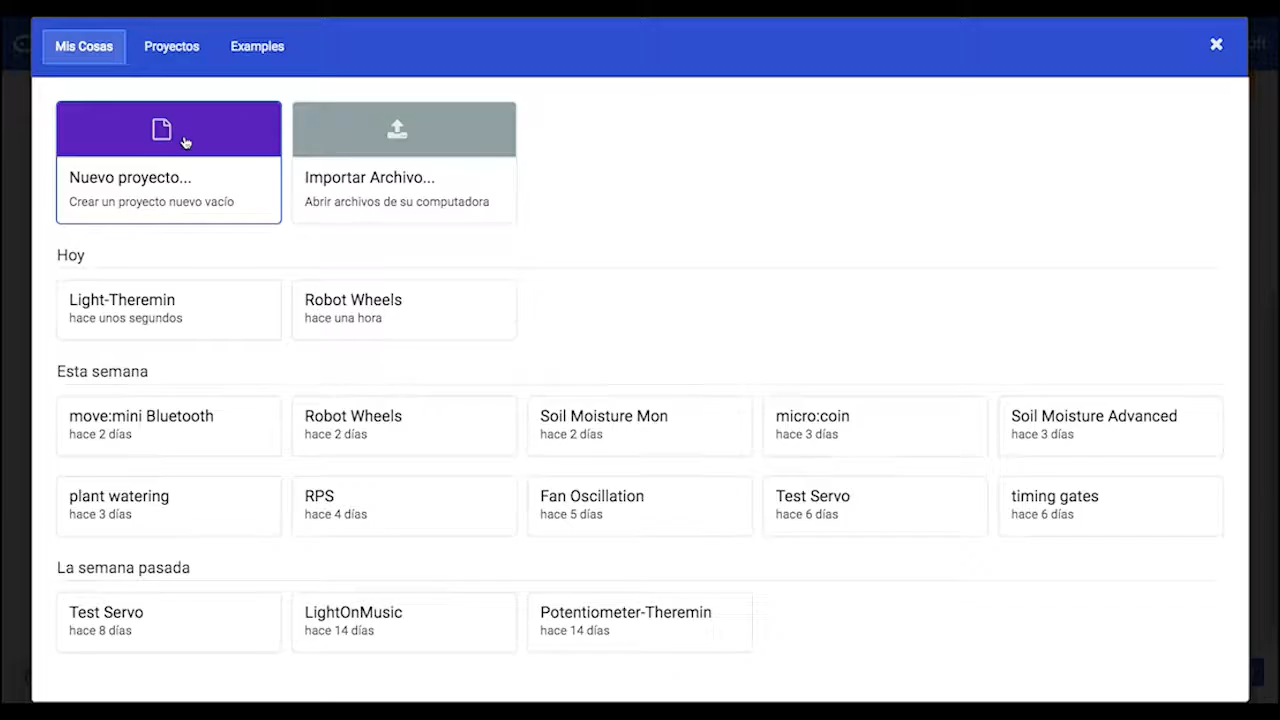 Mis Cosas Proyectos Examples
Nuevo proyecto... Importar Archivo...
Crear un proyecto nuevo vacío Abrir archivos de su computadora
Hoy
Light-Theremin Robot Wheels
hace unos segundos hace una hora
Esta semana
move:mini Bluetooth Robot Wheels Soil Moisture Mon micro:coin Soil Moisture Advanced
hace 2 días hace 2 días hace 2 días hace 3 días hace 3 días
plant watering RPS Fan Oscillation Test Servo timing gates
hace 3 días hace 4 días hace 5 días hace 6 días hace 6 días
La semana pasada
Test Servo LightOnMusic Potentiometer-Theremin
hace 8 días hace 14 días hace 14 días